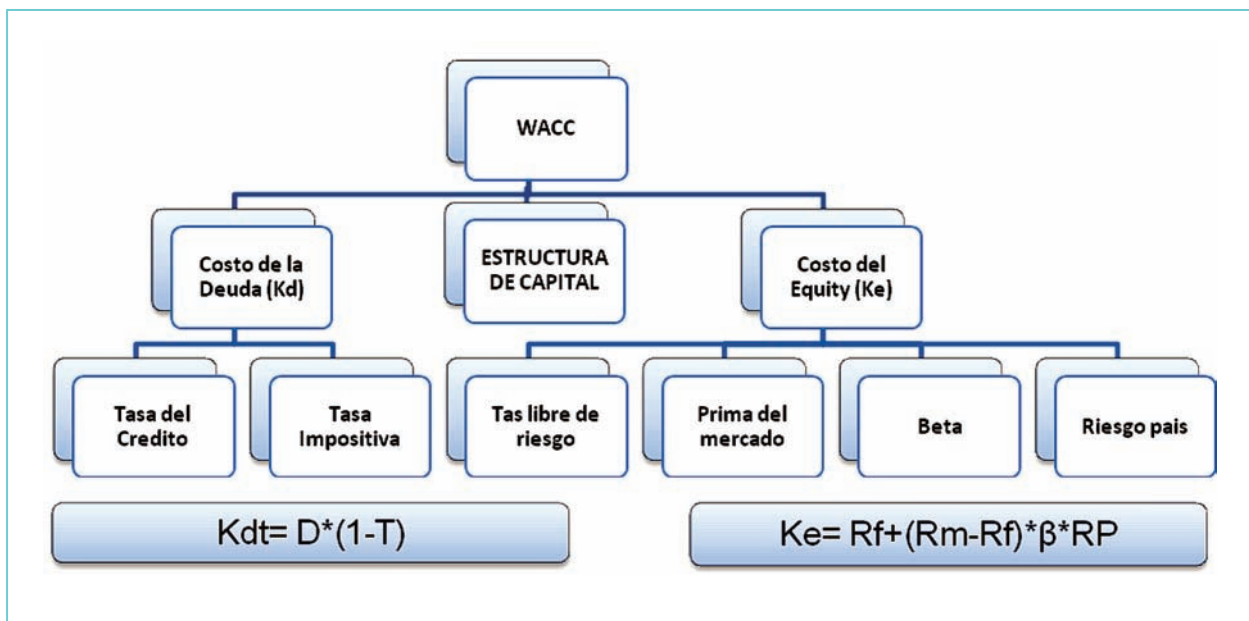 WACC
Costo de la
Deuda (Kd)
ESTRUCTURA
DE CAPITAL
Costo del
Equity (Ke)
Tasa del
Credito
Tasa
Impositiva
Tas libre de
riesgo
Prima del
mercado
Beta
Riesgo pais
Kdt= D*(1-T)
Ke= Rf+(Rm-Rf)*β*RP